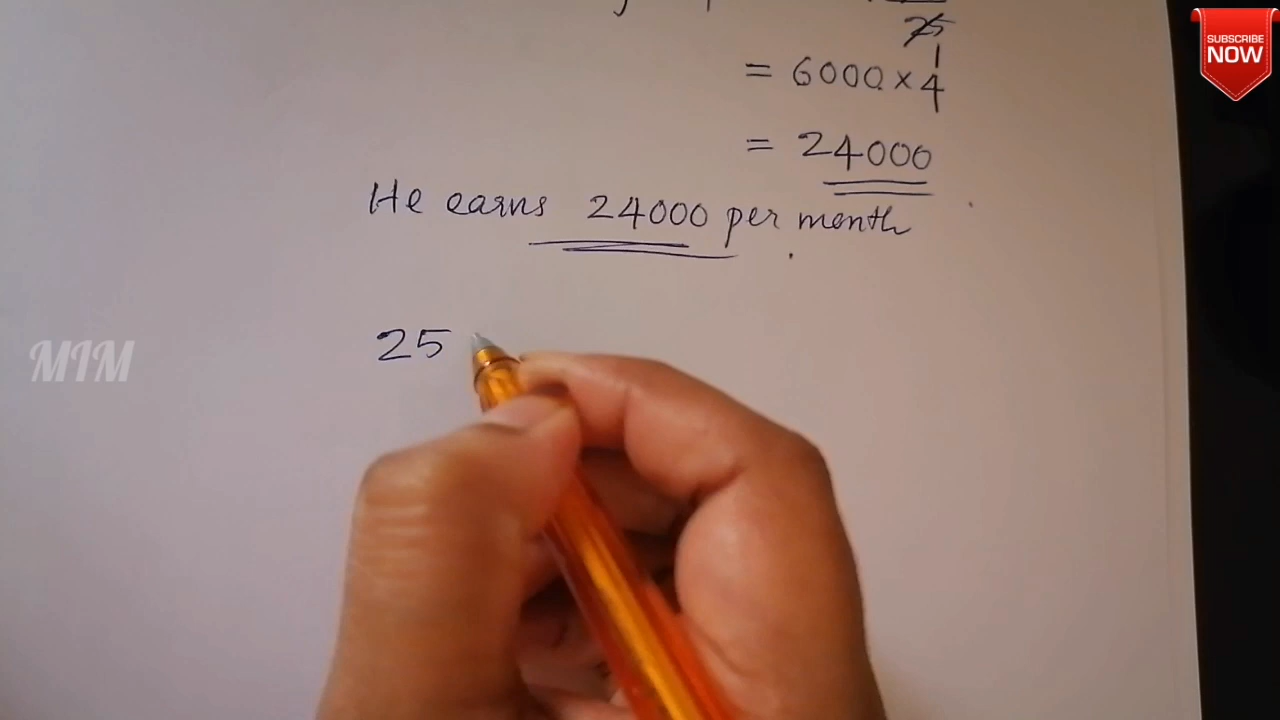 25
= 6000 × 4
= 24000
He earns 24000 per month.
25
MIM
SUBSCRIBE
NOW